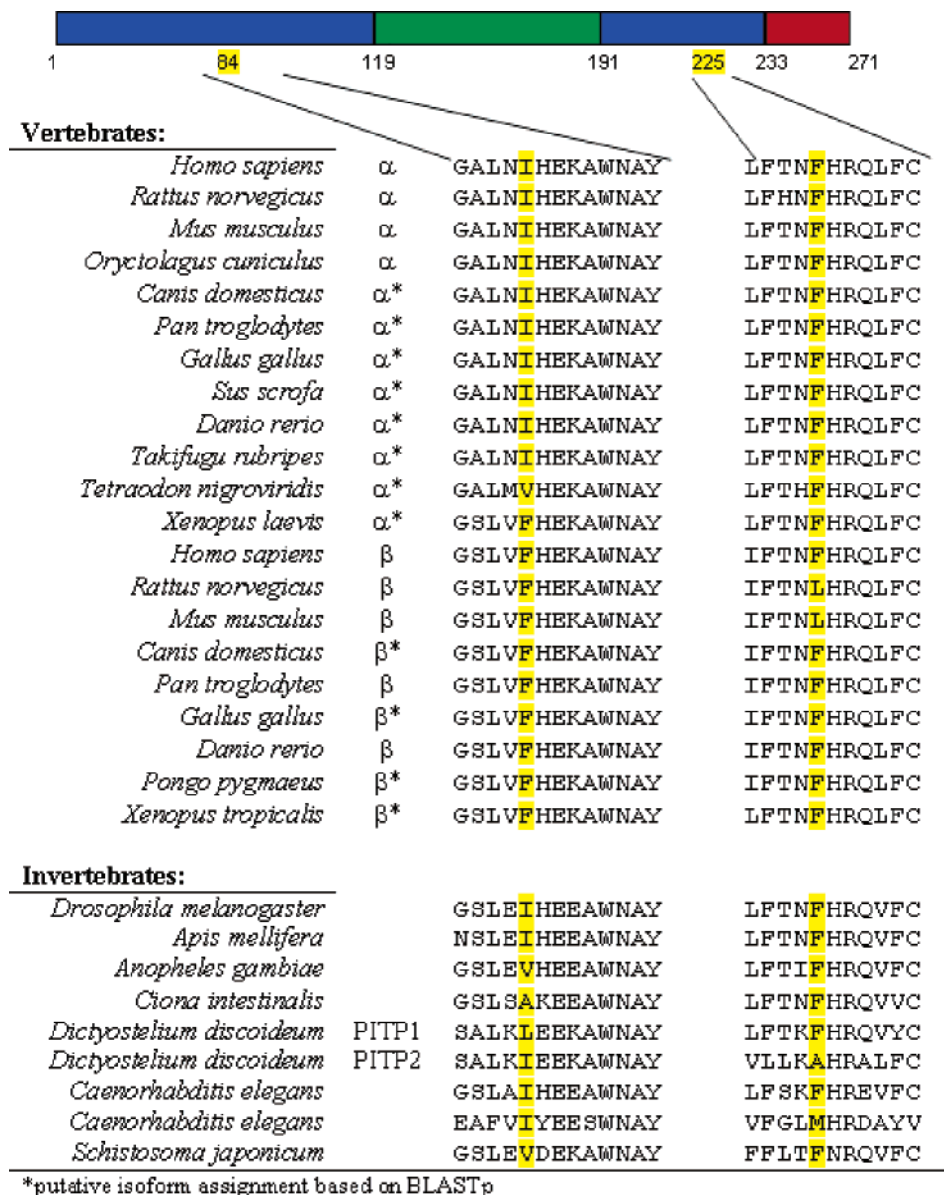 1 84 119 191 225 233 271
Vertebrates:
Homo sapiens α GALNIHEKAWNAY LFTNFHRQLFC
Rattus norvegicus α GALNIHEKAWNAY LFHNFHRQLFC
Mus musculus α GALNIHEKAWNAY LFTNFHRQLFC
Oryctolagus cuniculus α GALNIHEKAWNAY LFTNFHRQLFC
Canis domesticus α* GALNIHEKAWNAY LFTNFHRQLFC
Pan troglodytes α* GALNIHEKAWNAY LFTNFHRQLFC
Gallus gallus α* GALNIHEKAWNAY LFTNFHRQLFC
Sus scrofa α* GALNIHEKAWNAY LFTNFHRQLFC
Danio rerio α* GALNIHEKAWNAY LFTNFHRQLFC
Takifugu rubripes α* GALNIHEKAWNAY LFTNFHRQLFC
Tetraodon nigroviridis α* GALMVHEKAWNAY LFTHFHRQLFC
Xenopus laevis α* GSLVFHEKAWNAY LFTNFHRQLFC
Homo sapiens β GSLVFHEKAWNAY IFTNFHRQLFC
Rattus norvegicus β GSLVFHEKAWNAY IFTNLHRQLFC
Mus musculus β GSLVFHEKAWNAY IFTNLHRQLFC
Canis domesticus β* GSLVFHEKAWNAY IFTNFHRQLFC
Pan troglodytes β GSLVFHEKAWNAY IFTNFHRQLFC
Gallus gallus β* GSLVFHEKAWNAY IFTNFHRQLFC
Danio rerio β GSLVFHEKAWNAY IFTNFHRQLFC
Pongo pygmaeus β* GSLVFHEKAWNAY IFTNFHRQLFC
Xenopus tropicalis β* GSLVFHEKAWNAY LFTNFHRQLFC
Invertebrates:
Drosophila melanogaster GSLEIHEEAWNAY LFTNFHRQVFC
Apis mellifera NSLEIHEEAWNAY LFTNFHRQVFC
Anopheles gambiae GSLEVHEEAWNAY LFTIFHRQVFC
Ciona intestinalis GSLSAKEEAWNAY LFTNFHRQVVC
Dictyostelium discoideum PITP1 SALKLEEKAWNAY LFTKFHRQVYC
Dictyostelium discoideum PITP2 SALKIEEKAWNAY VLLKAHRALFC
Caenorhabditis elegans GSLAIHEEAWNAY LFSKFHREVFC
Caenorhabditis elegans EAFVIYEESWNAY VFGLMHRDAYV
Schistosoma japonicum GSLEVDEKAWNAY FFLTFNRQVFC
*putative isoform assignment based on BLASTp